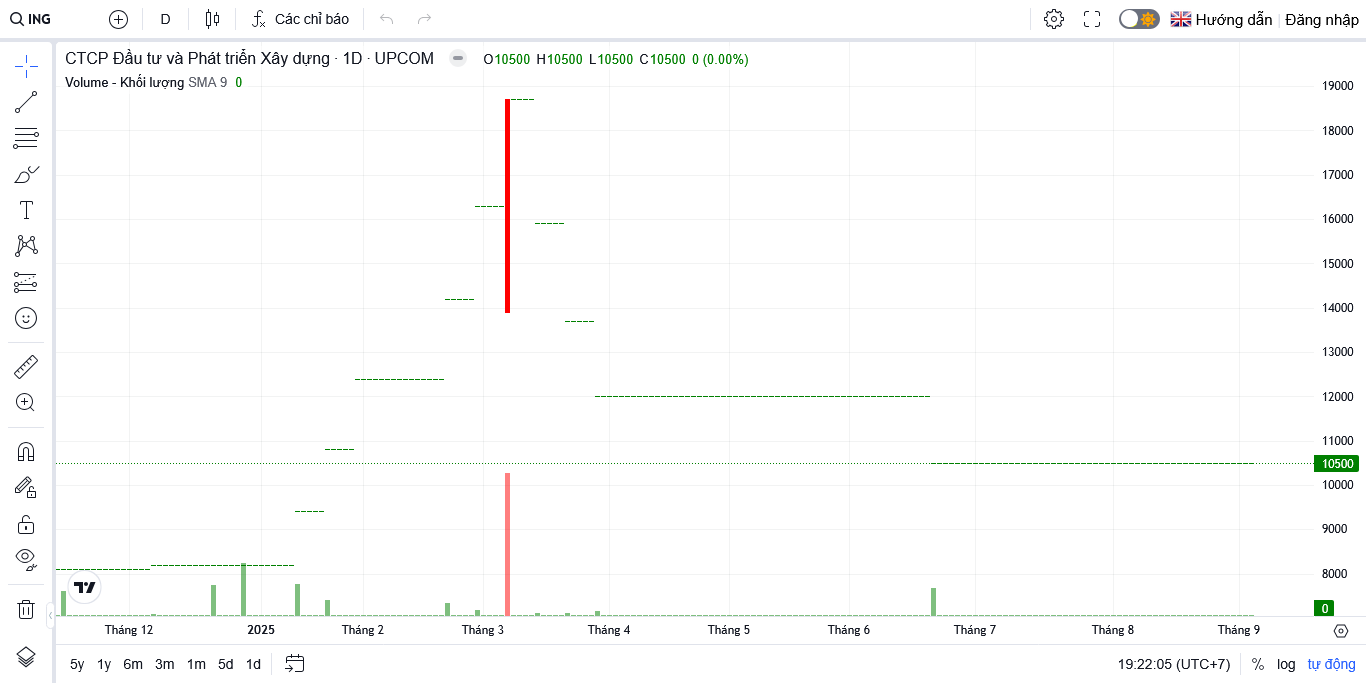 ING D Các chỉ báo Hướng dẫn Đăng nhập
CTCP Đầu tư và Phát triển Xây dựng · 1D · UPCOM O10500 H10500 L10500 C10500 0 (0.00%)
Volume - Khối lượng SMA 9 0
19000
18000
17000
16000
15000
14000
13000
12000
11000
10500
10000
9000
8000
0
Tháng 12 2025 Tháng 2 Tháng 3 Tháng 4 Tháng 5 Tháng 6 Tháng 7 Tháng 8 Tháng 9
5y 1y 6m 3m 1m 5d 1d 19:22:05 (UTC+7) % log tự động